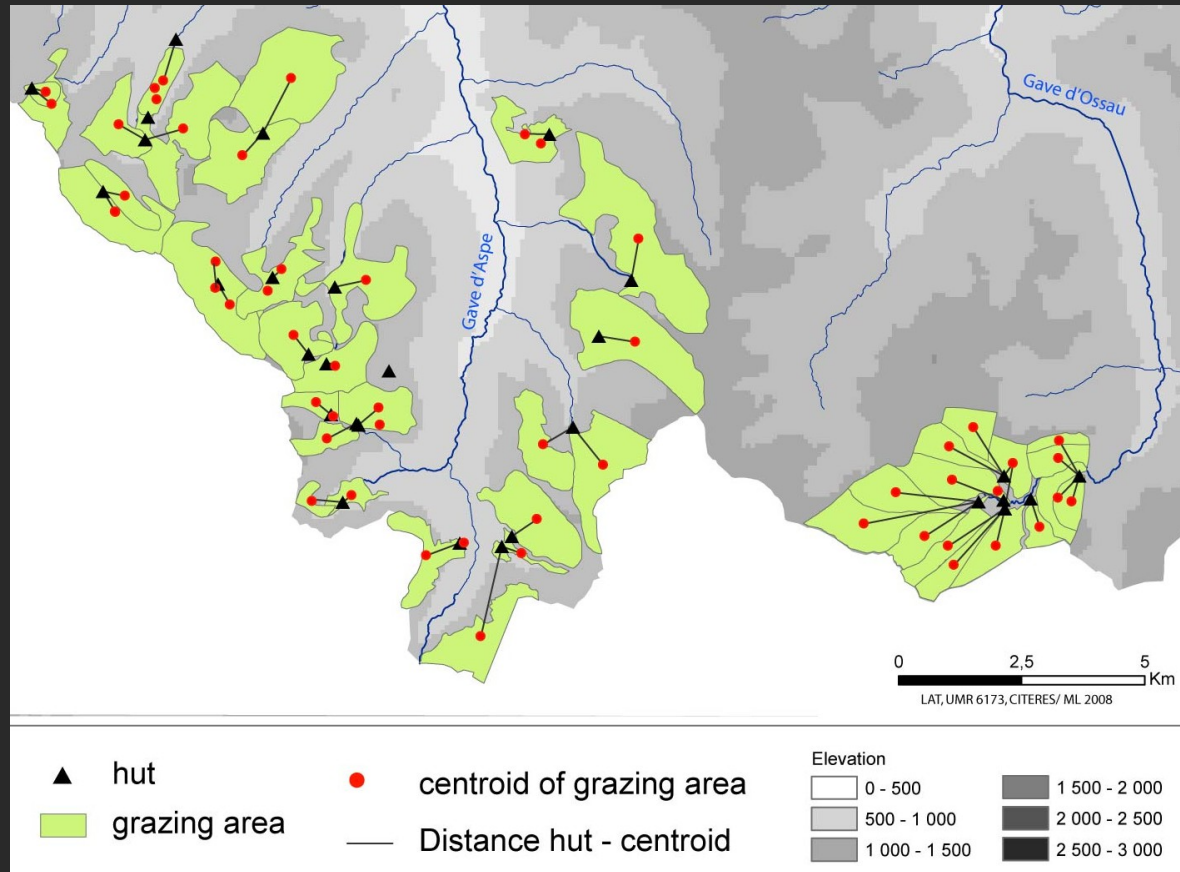 Gave d'Ossau
Gave d'Aspe
0 2,5 5
Km
LAT, UMR 6173, CITERES/ ML 2008
hut
grazing area
centroid of grazing area
Distance hut - centroid
Elevation
0 - 500
500 - 1 000
1 000 - 1 500
1 500 - 2 000
2 000 - 2 500
2 500 - 3 000